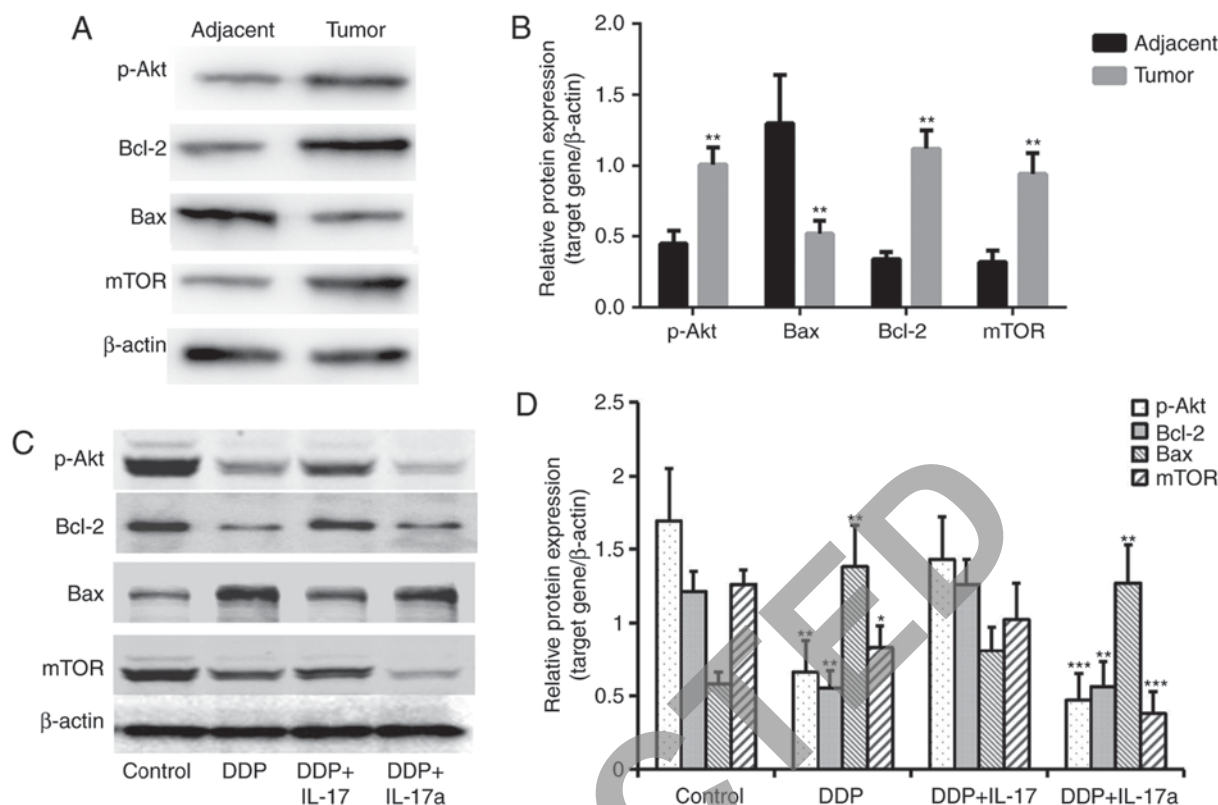 A
Adjacent Tumor
p-Akt
Bcl-2
Bax
mTOR
β-actin
B
Relative protein expression
(target gene/β-actin)
2.0
1.5
1.0
0.5
0.0
** ** ** **
p-Akt Bax Bcl-2 mTOR
Adjacent
Tumor
C
p-Akt
Bcl-2
Bax
mTOR
β-actin
Control DDP DDP+ DDP+
IL-17 IL-17a
D
Relative protein expression
(target gene/β-actin)
2.5
2
1.5
1
0.5
0
p-Akt
Bcl-2
Bax
mTOR
** ** ** * *** ** ** ***
Control DDP DDP+IL-17 DDP+IL-17a
CTED